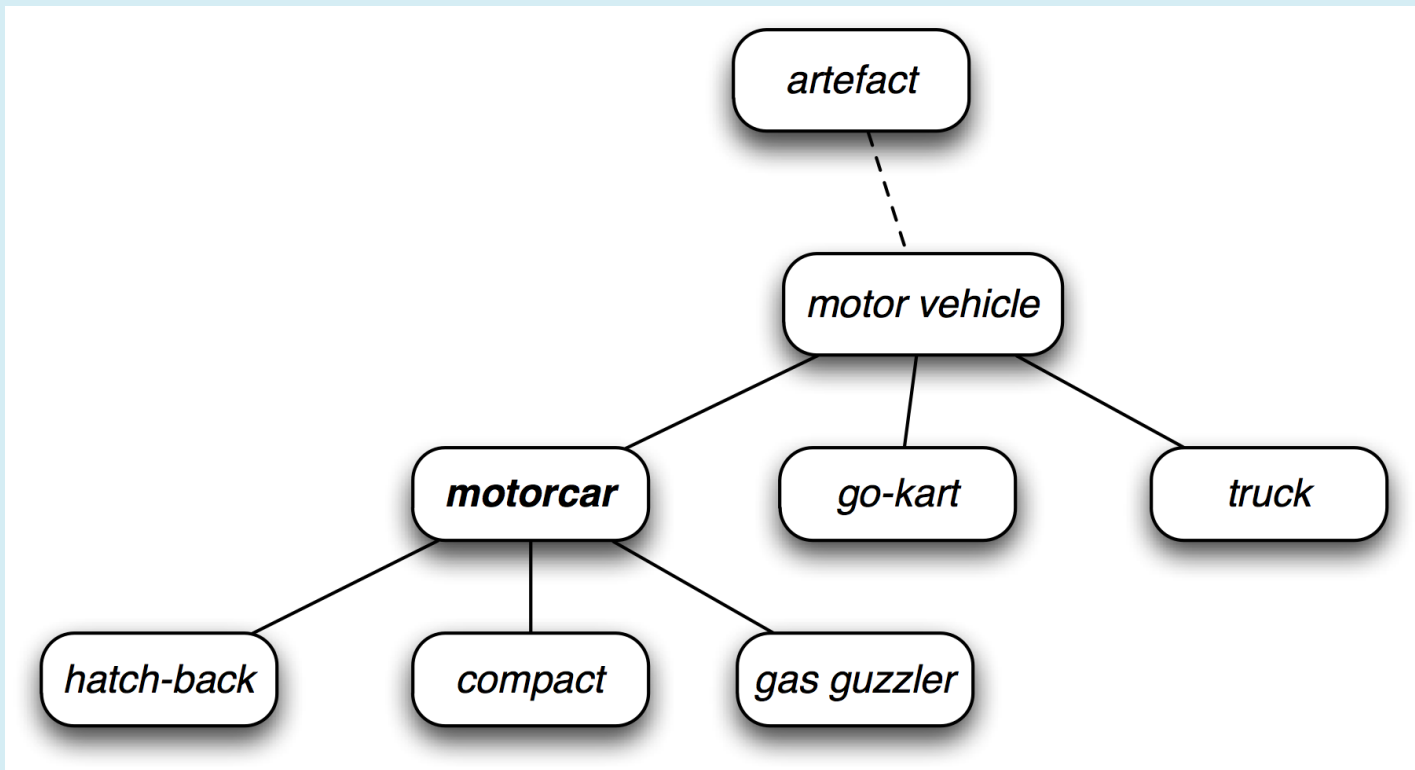 artefact
motor vehicle
motorcar
go-kart
truck
hatch-back
compact
gas guzzler